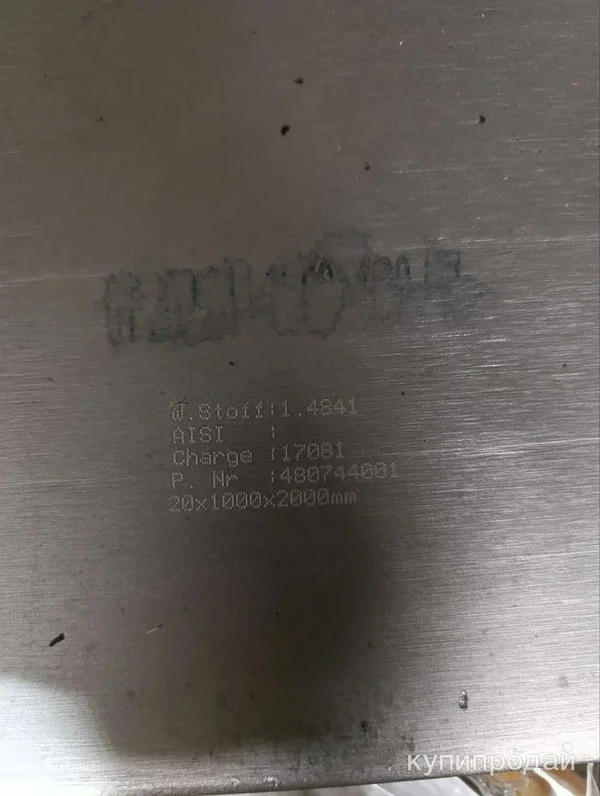 W.Stoff:1.4841
AISI :
Charge :17081
P. Nr :480744001
20x1000x2000mm
купипродай